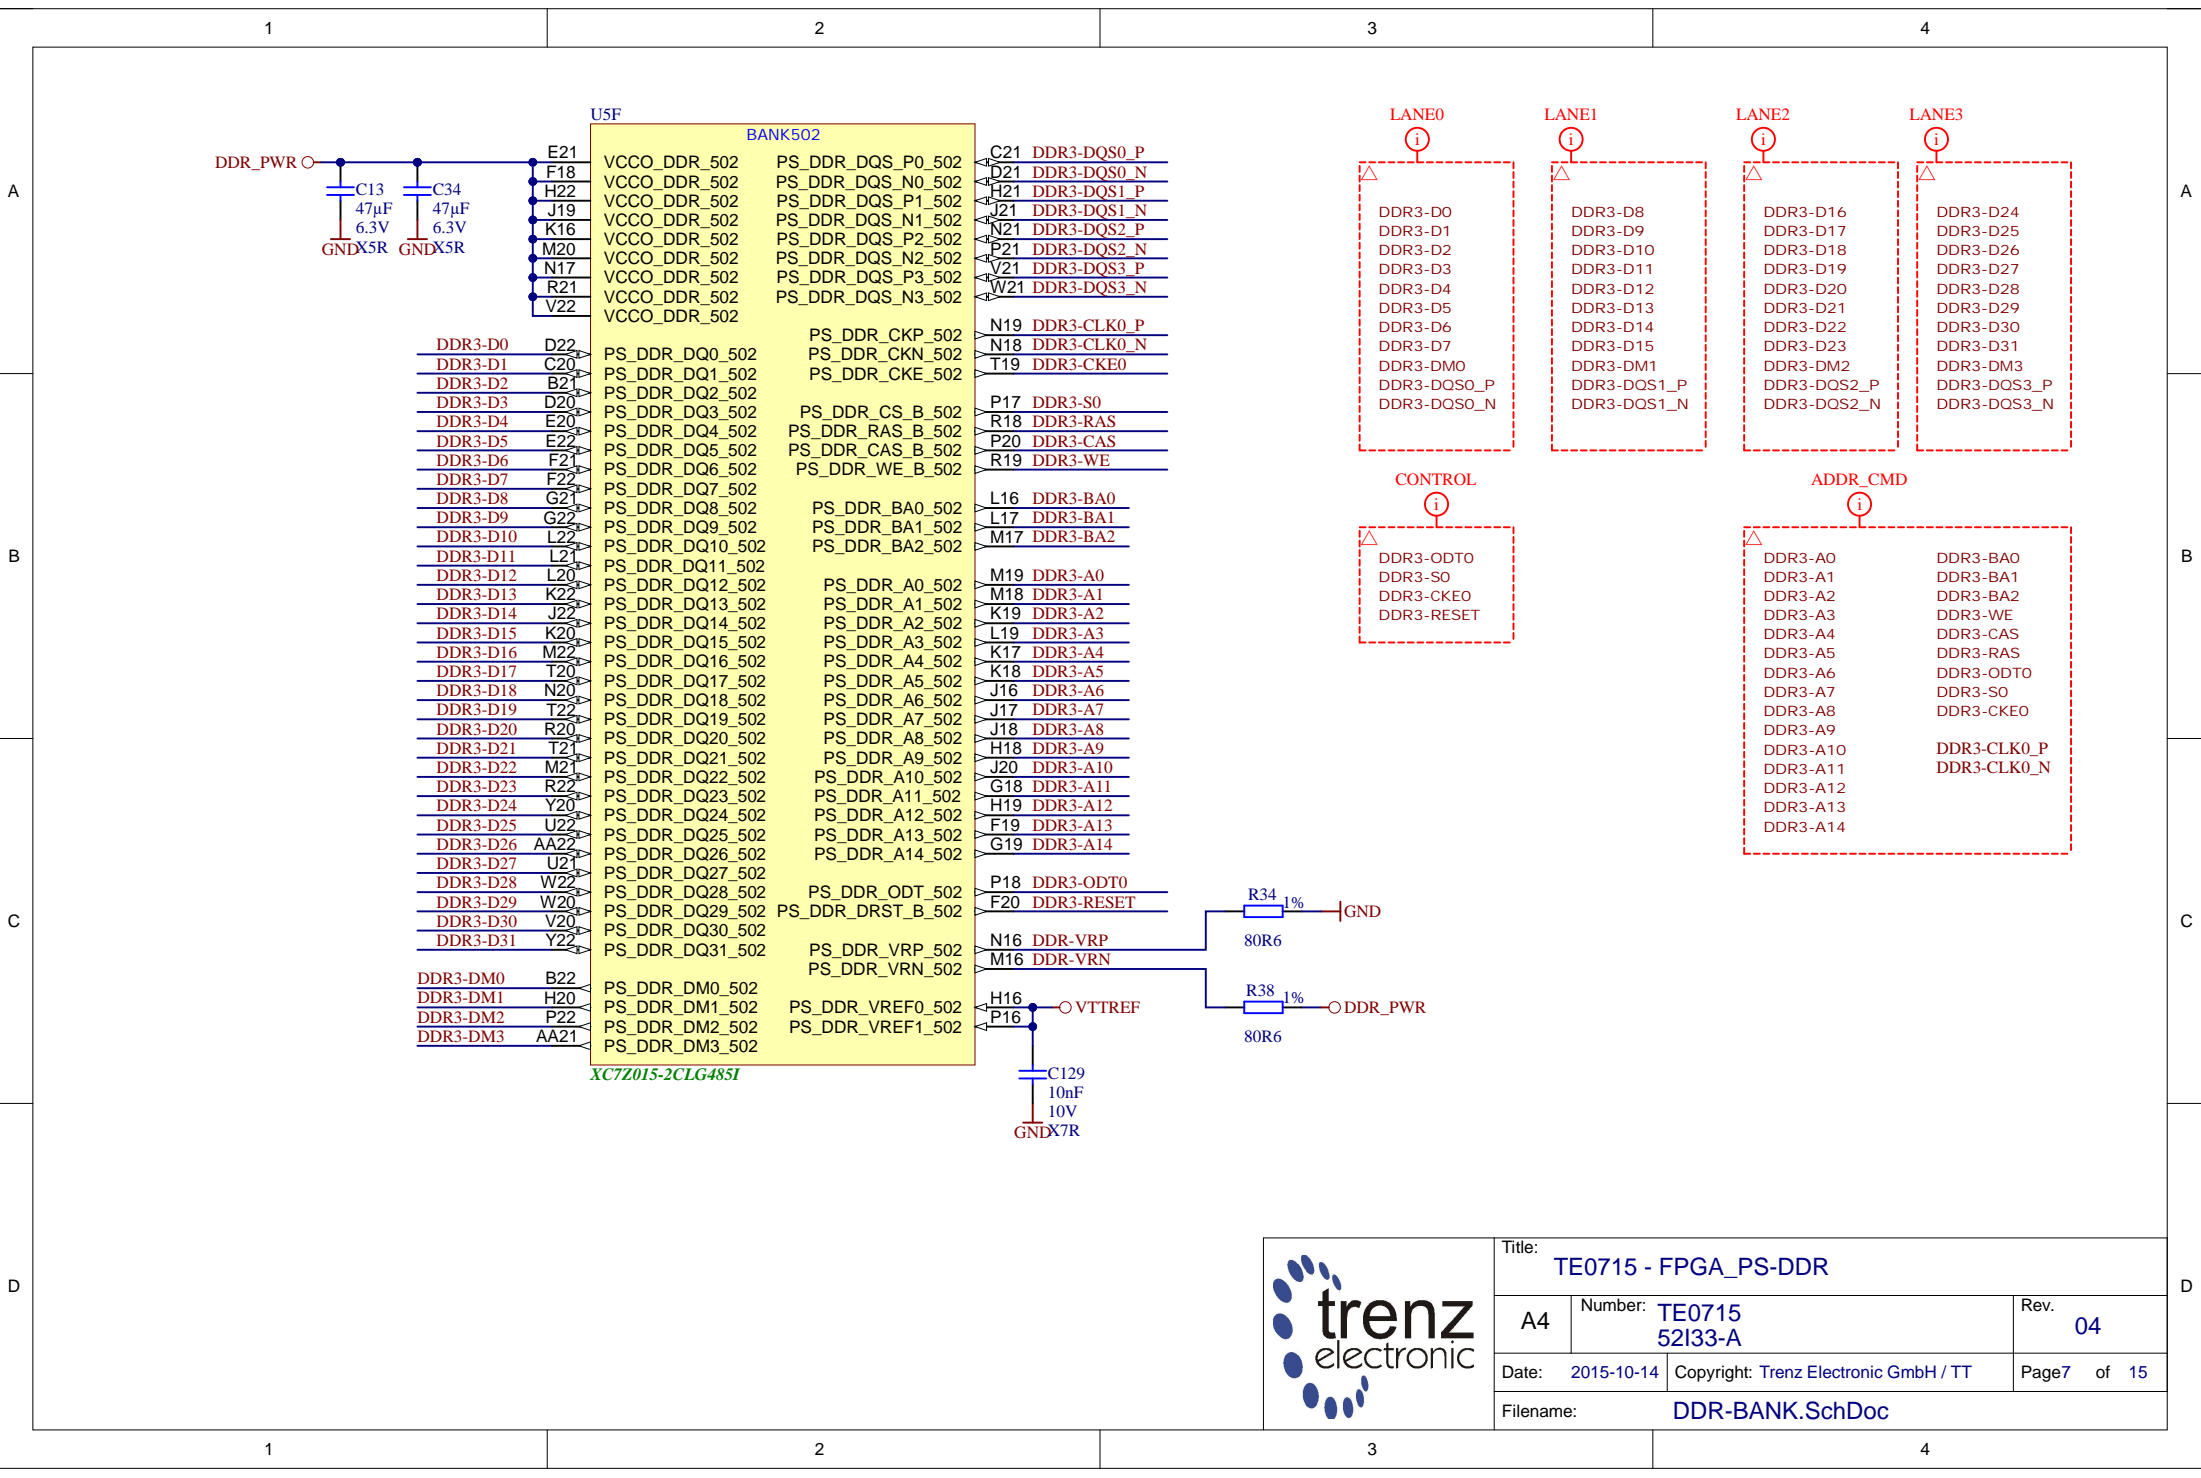 1 2 3 4
A A
B B
C C
D D
U5F
BANK502
DDR_PWR
C13
47µF
6.3V
X5R
GND
C34
47µF
6.3V
X5R
GND
E21 VCCO_DDR_502
F18 VCCO_DDR_502
H22 VCCO_DDR_502
J19 VCCO_DDR_502
K16 VCCO_DDR_502
M20 VCCO_DDR_502
N17 VCCO_DDR_502
R21 VCCO_DDR_502
V22 VCCO_DDR_502
DDR3-D0 D22 PS_DDR_DQ0_502
DDR3-D1 C20 PS_DDR_DQ1_502
DDR3-D2 B21 PS_DDR_DQ2_502
DDR3-D3 D20 PS_DDR_DQ3_502
DDR3-D4 E20 PS_DDR_DQ4_502
DDR3-D5 E22 PS_DDR_DQ5_502
DDR3-D6 F21 PS_DDR_DQ6_502
DDR3-D7 F22 PS_DDR_DQ7_502
DDR3-D8 G21 PS_DDR_DQ8_502
DDR3-D9 G22 PS_DDR_DQ9_502
DDR3-D10 L22 PS_DDR_DQ10_502
DDR3-D11 L21 PS_DDR_DQ11_502
DDR3-D12 L20 PS_DDR_DQ12_502
DDR3-D13 K22 PS_DDR_DQ13_502
DDR3-D14 J22 PS_DDR_DQ14_502
DDR3-D15 K20 PS_DDR_DQ15_502
DDR3-D16 M22 PS_DDR_DQ16_502
DDR3-D17 T20 PS_DDR_DQ17_502
DDR3-D18 N20 PS_DDR_DQ18_502
DDR3-D19 T22 PS_DDR_DQ19_502
DDR3-D20 R20 PS_DDR_DQ20_502
DDR3-D21 T21 PS_DDR_DQ21_502
DDR3-D22 M21 PS_DDR_DQ22_502
DDR3-D23 R22 PS_DDR_DQ23_502
DDR3-D24 Y20 PS_DDR_DQ24_502
DDR3-D25 U22 PS_DDR_DQ25_502
DDR3-D26 AA22 PS_DDR_DQ26_502
DDR3-D27 U21 PS_DDR_DQ27_502
DDR3-D28 W22 PS_DDR_DQ28_502
DDR3-D29 W20 PS_DDR_DQ29_502
DDR3-D30 V20 PS_DDR_DQ30_502
DDR3-D31 Y22 PS_DDR_DQ31_502
DDR3-DM0 B22 PS_DDR_DM0_502
DDR3-DM1 H20 PS_DDR_DM1_502
DDR3-DM2 P22 PS_DDR_DM2_502
DDR3-DM3 AA21 PS_DDR_DM3_502
PS_DDR_DQS_P0_502 C21 DDR3-DQS0_P
PS_DDR_DQS_N0_502 D21 DDR3-DQS0_N
PS_DDR_DQS_P1_502 H21 DDR3-DQS1_P
PS_DDR_DQS_N1_502 J21 DDR3-DQS1_N
PS_DDR_DQS_P2_502 N21 DDR3-DQS2_P
PS_DDR_DQS_N2_502 P21 DDR3-DQS2_N
PS_DDR_DQS_P3_502 V21 DDR3-DQS3_P
PS_DDR_DQS_N3_502 W21 DDR3-DQS3_N
PS_DDR_CKP_502 N19 DDR3-CLK0_P
PS_DDR_CKN_502 N18 DDR3-CLK0_N
PS_DDR_CKE_502 T19 DDR3-CKE0
PS_DDR_CS_B_502 P17 DDR3-S0
PS_DDR_RAS_B_502 R18 DDR3-RAS
PS_DDR_CAS_B_502 P20 DDR3-CAS
PS_DDR_WE_B_502 R19 DDR3-WE
PS_DDR_BA0_502 L16 DDR3-BA0
PS_DDR_BA1_502 L17 DDR3-BA1
PS_DDR_BA2_502 M17 DDR3-BA2
PS_DDR_A0_502 M19 DDR3-A0
PS_DDR_A1_502 M18 DDR3-A1
PS_DDR_A2_502 K19 DDR3-A2
PS_DDR_A3_502 L19 DDR3-A3
PS_DDR_A4_502 K17 DDR3-A4
PS_DDR_A5_502 K18 DDR3-A5
PS_DDR_A6_502 J16 DDR3-A6
PS_DDR_A7_502 J17 DDR3-A7
PS_DDR_A8_502 J18 DDR3-A8
PS_DDR_A9_502 H18 DDR3-A9
PS_DDR_A10_502 J20 DDR3-A10
PS_DDR_A11_502 G18 DDR3-A11
PS_DDR_A12_502 H19 DDR3-A12
PS_DDR_A13_502 F19 DDR3-A13
PS_DDR_A14_502 G19 DDR3-A14
PS_DDR_ODT_502 P18 DDR3-ODT0
PS_DDR_DRST_B_502 F20 DDR3-RESET
PS_DDR_VRP_502 N16 DDR-VRP
PS_DDR_VRN_502 M16 DDR-VRN
PS_DDR_VREF0_502 H16 VTTREF
PS_DDR_VREF1_502 P16
XC7Z015-2CLG485I
R34 1% GND
80R6
R38 1% DDR_PWR
80R6
C129
10nF
10V
X7R
GND
LANE0
i
DDR3-D0
DDR3-D1
DDR3-D2
DDR3-D3
DDR3-D4
DDR3-D5
DDR3-D6
DDR3-D7
DDR3-DM0
DDR3-DQS0_P
DDR3-DQS0_N
LANE1
i
DDR3-D8
DDR3-D9
DDR3-D10
DDR3-D11
DDR3-D12
DDR3-D13
DDR3-D14
DDR3-D15
DDR3-DM1
DDR3-DQS1_P
DDR3-DQS1_N
LANE2
i
DDR3-D16
DDR3-D17
DDR3-D18
DDR3-D19
DDR3-D20
DDR3-D21
DDR3-D22
DDR3-D23
DDR3-DM2
DDR3-DQS2_P
DDR3-DQS2_N
LANE3
i
DDR3-D24
DDR3-D25
DDR3-D26
DDR3-D27
DDR3-D28
DDR3-D29
DDR3-D30
DDR3-D31
DDR3-DM3
DDR3-DQS3_P
DDR3-DQS3_N
CONTROL
i
DDR3-ODT0
DDR3-S0
DDR3-CKE0
DDR3-RESET
ADDR_CMD
i
DDR3-A0
DDR3-A1
DDR3-A2
DDR3-A3
DDR3-A4
DDR3-A5
DDR3-A6
DDR3-A7
DDR3-A8
DDR3-A9
DDR3-A10
DDR3-A11
DDR3-A12
DDR3-A13
DDR3-A14
DDR3-BA0
DDR3-BA1
DDR3-BA2
DDR3-WE
DDR3-CAS
DDR3-RAS
DDR3-ODT0
DDR3-S0
DDR3-CKE0
DDR3-CLK0_P
DDR3-CLK0_N
trenz
electronic
Title:
TE0715 - FPGA_PS-DDR
A4
Number: TE0715
52I33-A
Rev.
04
Date: 2015-10-14
Copyright: Trenz Electronic GmbH / TT
Page7 of 15
Filename: DDR-BANK.SchDoc
1 2 3 4